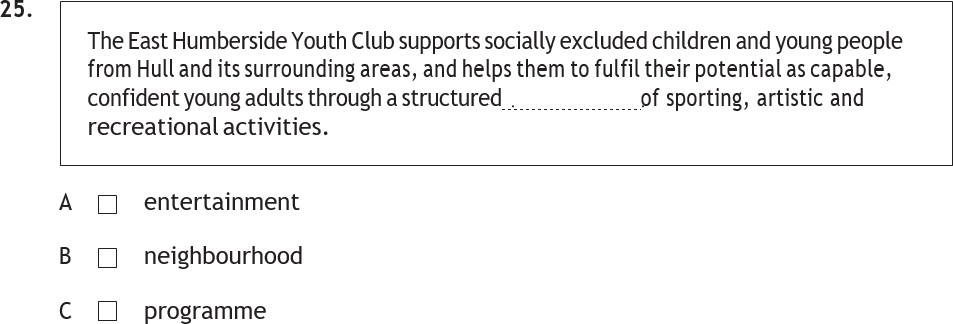 25.
The East Humberside Youth Club supports socially excluded children and young people
from Hull and its surrounding areas, and helps them to fulfil their potential as capable,
confident young adults through a structured ................................ of sporting, artistic and
recreational activities.
A entertainment
B neighbourhood
C programme